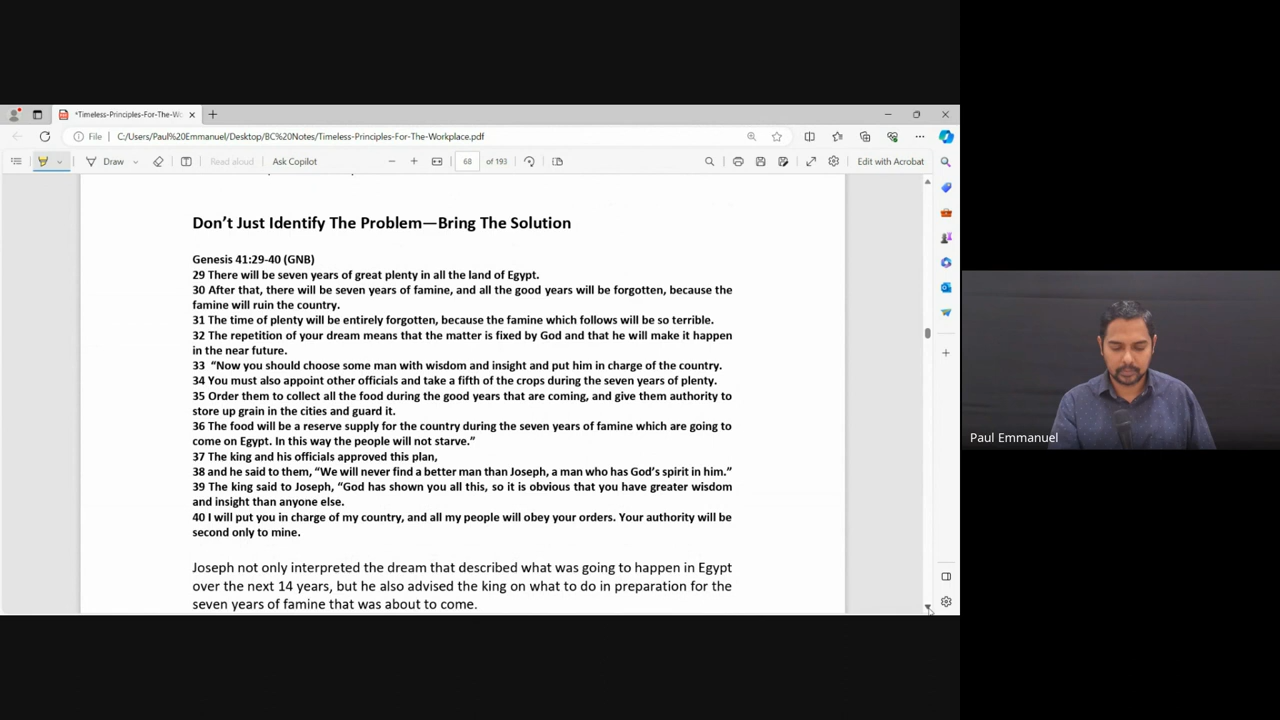 *Timeless-Principles-For-The-Wo
File
C:/Users/Paul%20Emmanuel/Desktop/BC%20Notes/Timeless-Principles-For-The-Workplace.pdf
Draw
Read aloud
Ask Copilot
68
of 193
Edit with Acrobat
Don’t Just Identify The Problem—Bring The Solution
Genesis 41:29-40 (GNB)
29 There will be seven years of great plenty in all the land of Egypt.
30 After that, there will be seven years of famine, and all the good years will be forgotten, because the
famine will ruin the country.
31 The time of plenty will be entirely forgotten, because the famine which follows will be so terrible.
32 The repetition of your dream means that the matter is fixed by God and that he will make it happen
in the near future.
33 “Now you should choose some man with wisdom and insight and put him in charge of the country.
34 You must also appoint other officials and take a fifth of the crops during the seven years of plenty.
35 Order them to collect all the food during the good years that are coming, and give them authority to
store up grain in the cities and guard it.
36 The food will be a reserve supply for the country during the seven years of famine which are going to
come on Egypt. In this way the people will not starve.”
37 The king and his officials approved this plan,
38 and he said to them, “We will never find a better man than Joseph, a man who has God’s spirit in him.”
39 The king said to Joseph, “God has shown you all this, so it is obvious that you have greater wisdom
and insight than anyone else.
40 I will put you in charge of my country, and all my people will obey your orders. Your authority will be
second only to mine.
Joseph not only interpreted the dream that described what was going to happen in Egypt
over the next 14 years, but he also advised the king on what to do in preparation for the
seven years of famine that was about to come.
Paul Emmanuel